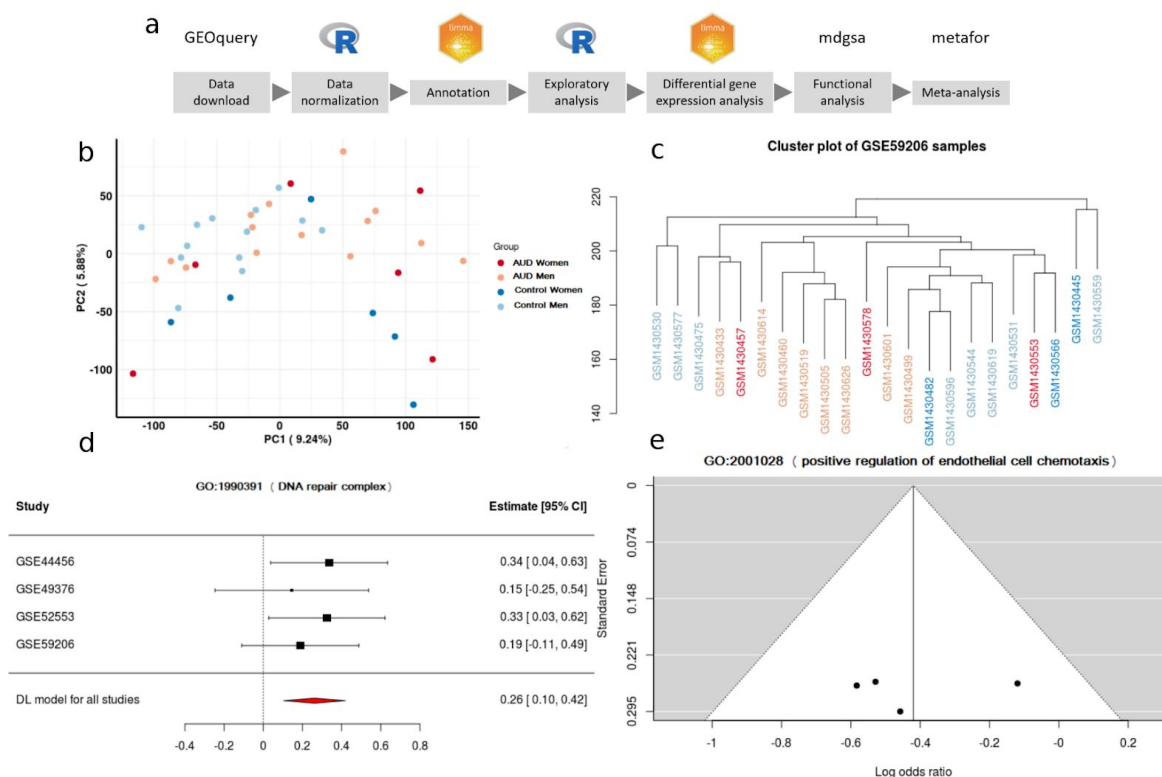 a
GEOquery
R
limma
R
limma
mdgsa
metafor
Data download
Data normalization
Annotation
Exploratory analysis
Differential gene expression analysis
Functional analysis
Meta-analysis
b
PC2 ( 5.88%)
50
0
-50
-100
-100
-50
0
50
100
150
PC1 ( 9.24%)
Group
AUD Women
AUD Men
Control Women
Control Men
c
Cluster plot of GSE59206 samples
220
200
180
160
140
GSM1430530
GSM1430577
GSM1430475
GSM1430433
GSM1430457
GSM1430614
GSM1430460
GSM1430519
GSM1430505
GSM1430626
GSM1430578
GSM1430601
GSM1430499
GSM1430482
GSM1430596
GSM1430544
GSM1430619
GSM1430531
GSM1430553
GSM1430566
GSM1430445
GSM1430559
d
GO:1990391 ( DNA repair complex)
Study Estimate [95% CI]
GSE44456 0.34 [ 0.04, 0.63]
GSE49376 0.15 [-0.25, 0.54]
GSE52553 0.33 [ 0.03, 0.62]
GSE59206 0.19 [-0.11, 0.49]
DL model for all studies 0.26 [ 0.10, 0.42]
-0.4 -0.2 0 0.2 0.4 0.6 0.8
e
GO:2001028 ( positive regulation of endothelial cell chemotaxis)
Standard Error
0
0.074
0.148
0.221
0.295
-1 -0.8 -0.6 -0.4 -0.2 -0 0.2
Log odds ratio